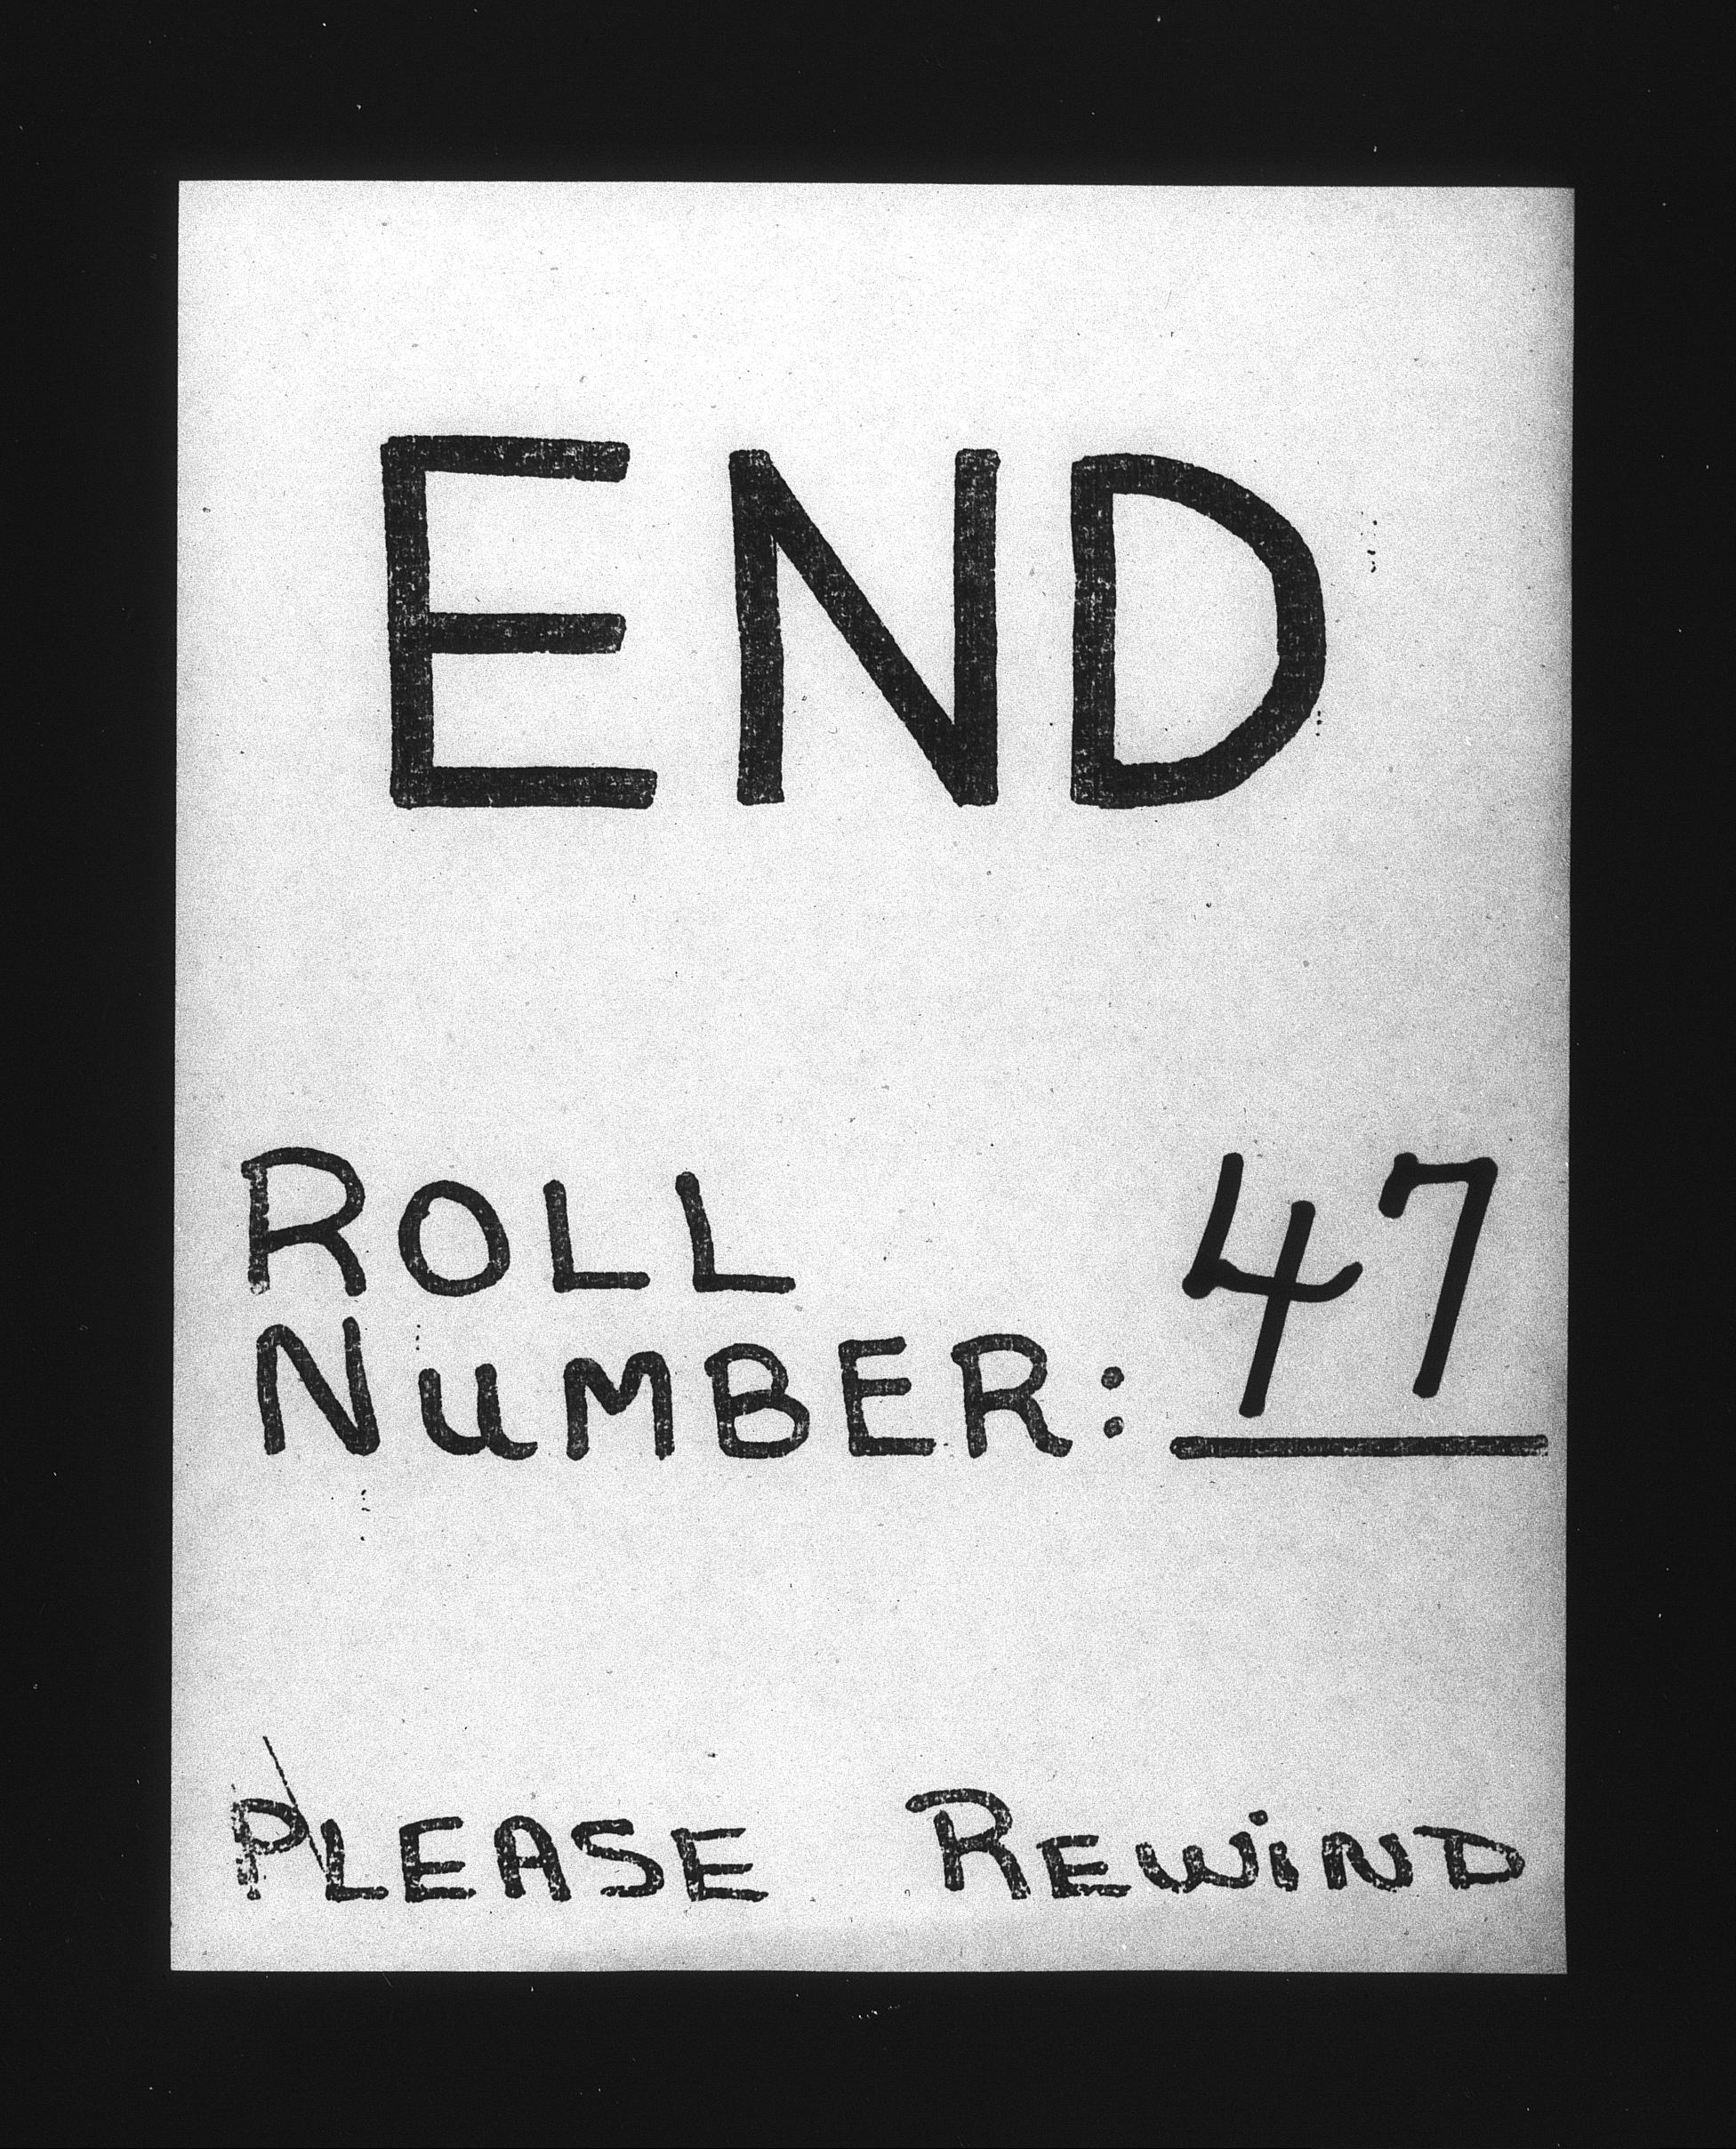 END
ROLL
NUMBER: 47
PLEASE REWIND